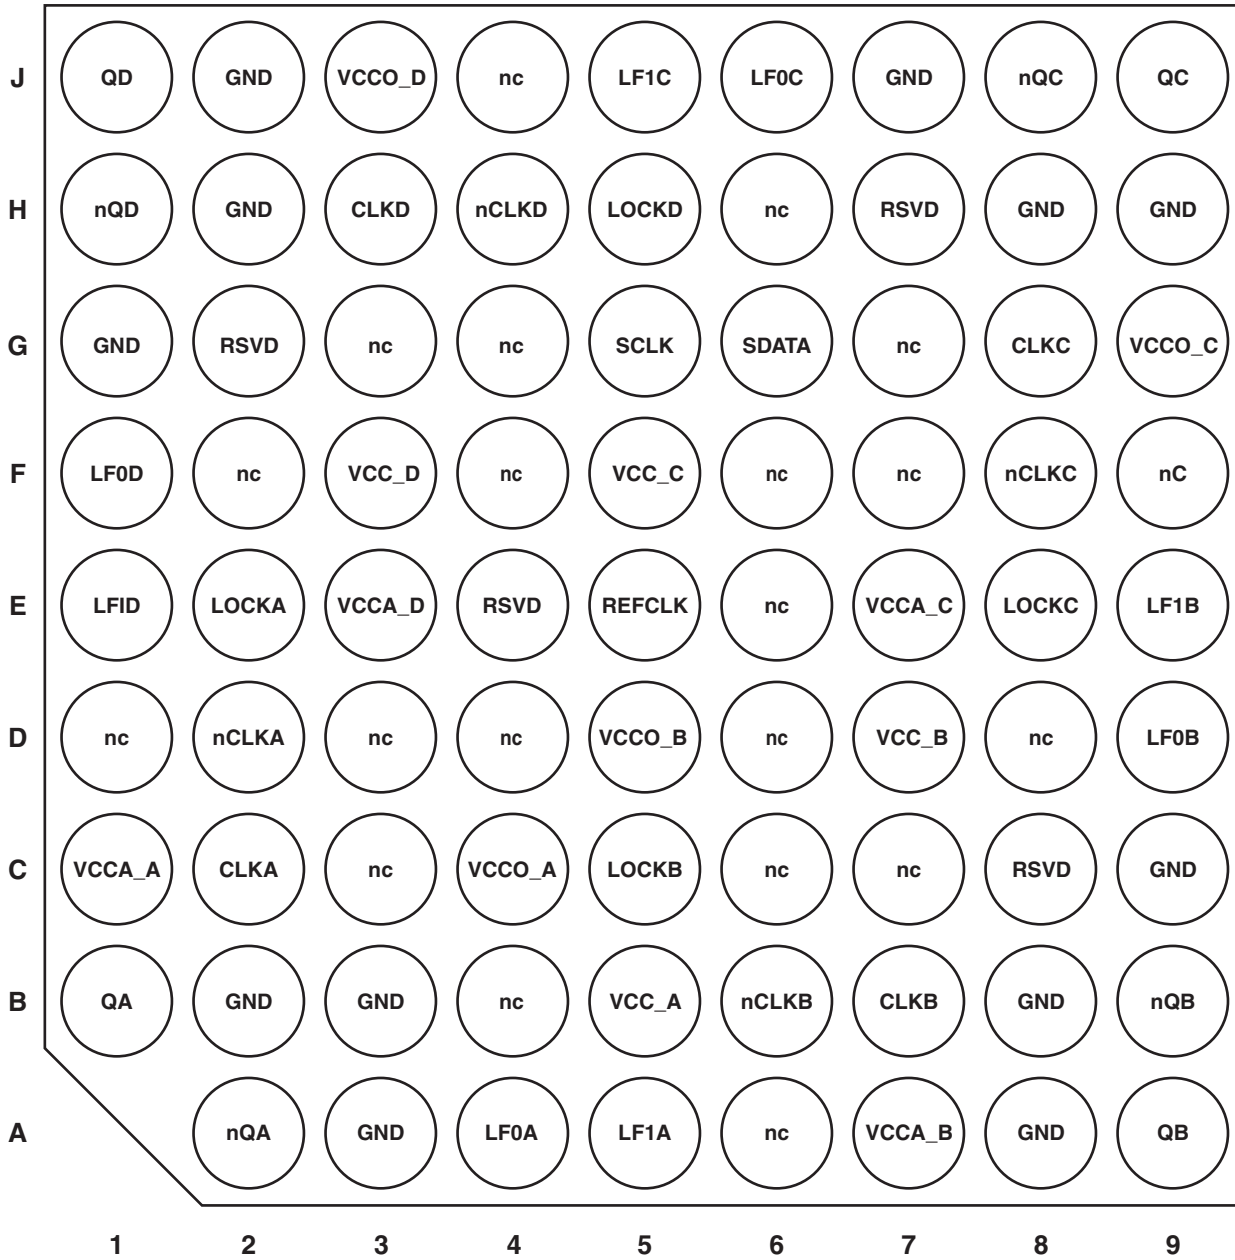 J QD GND VCCO_D nc LF1C LF0C GND nQC QC
H nQD GND CLKD nCLKD LOCKD nc RSVD GND GND
G GND RSVD nc nc SCLK SDATA nc CLKC VCCO_C
F LF0D nc VCC_D nc VCC_C nc nc nCLKC nC
E LFID LOCKA VCCA_D RSVD REFCLK nc VCCA_C LOCKC LF1B
D nc nCLKA nc nc VCCO_B nc VCC_B nc LF0B
C VCCA_A CLKA nc VCCO_A LOCKB nc nc RSVD GND
B QA GND GND nc VCC_A nCLKB CLKB GND nQB
A nQA GND LF0A LF1A nc VCCA_B GND QB
1 2 3 4 5 6 7 8 9